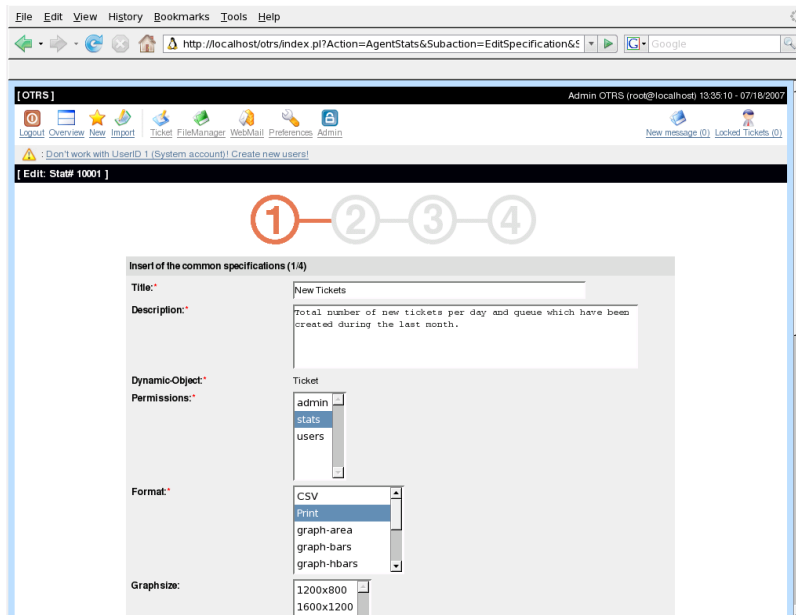 File Edit View History Bookmarks Tools Help
http://localhost/otrs/index.pl?Action=AgentStats&Subaction=EditSpecification&S
G Google
[ OTRS ]
Admin OTRS (root@localhost) 13:35:10 - 07/18/2007
Logout Overview New Import Ticket FileManager WebMail Preferences Admin
New message (0) Locked Tickets (0)
: Don't work with UserID 1 (System account)! Create new users!
[ Edit: Stat# 10001 ]
1 2 3 4
Insert of the common specifications (1/4)
Title:* New Tickets
Description:* Total number of new tickets per day and queue which have been
created during the last month.
Dynamic-Object:* Ticket
Permissions:* admin
stats
users
Format:* CSV
Print
graph-area
graph-bars
graph-hbars
Graphsize: 1200x800
1600x1200